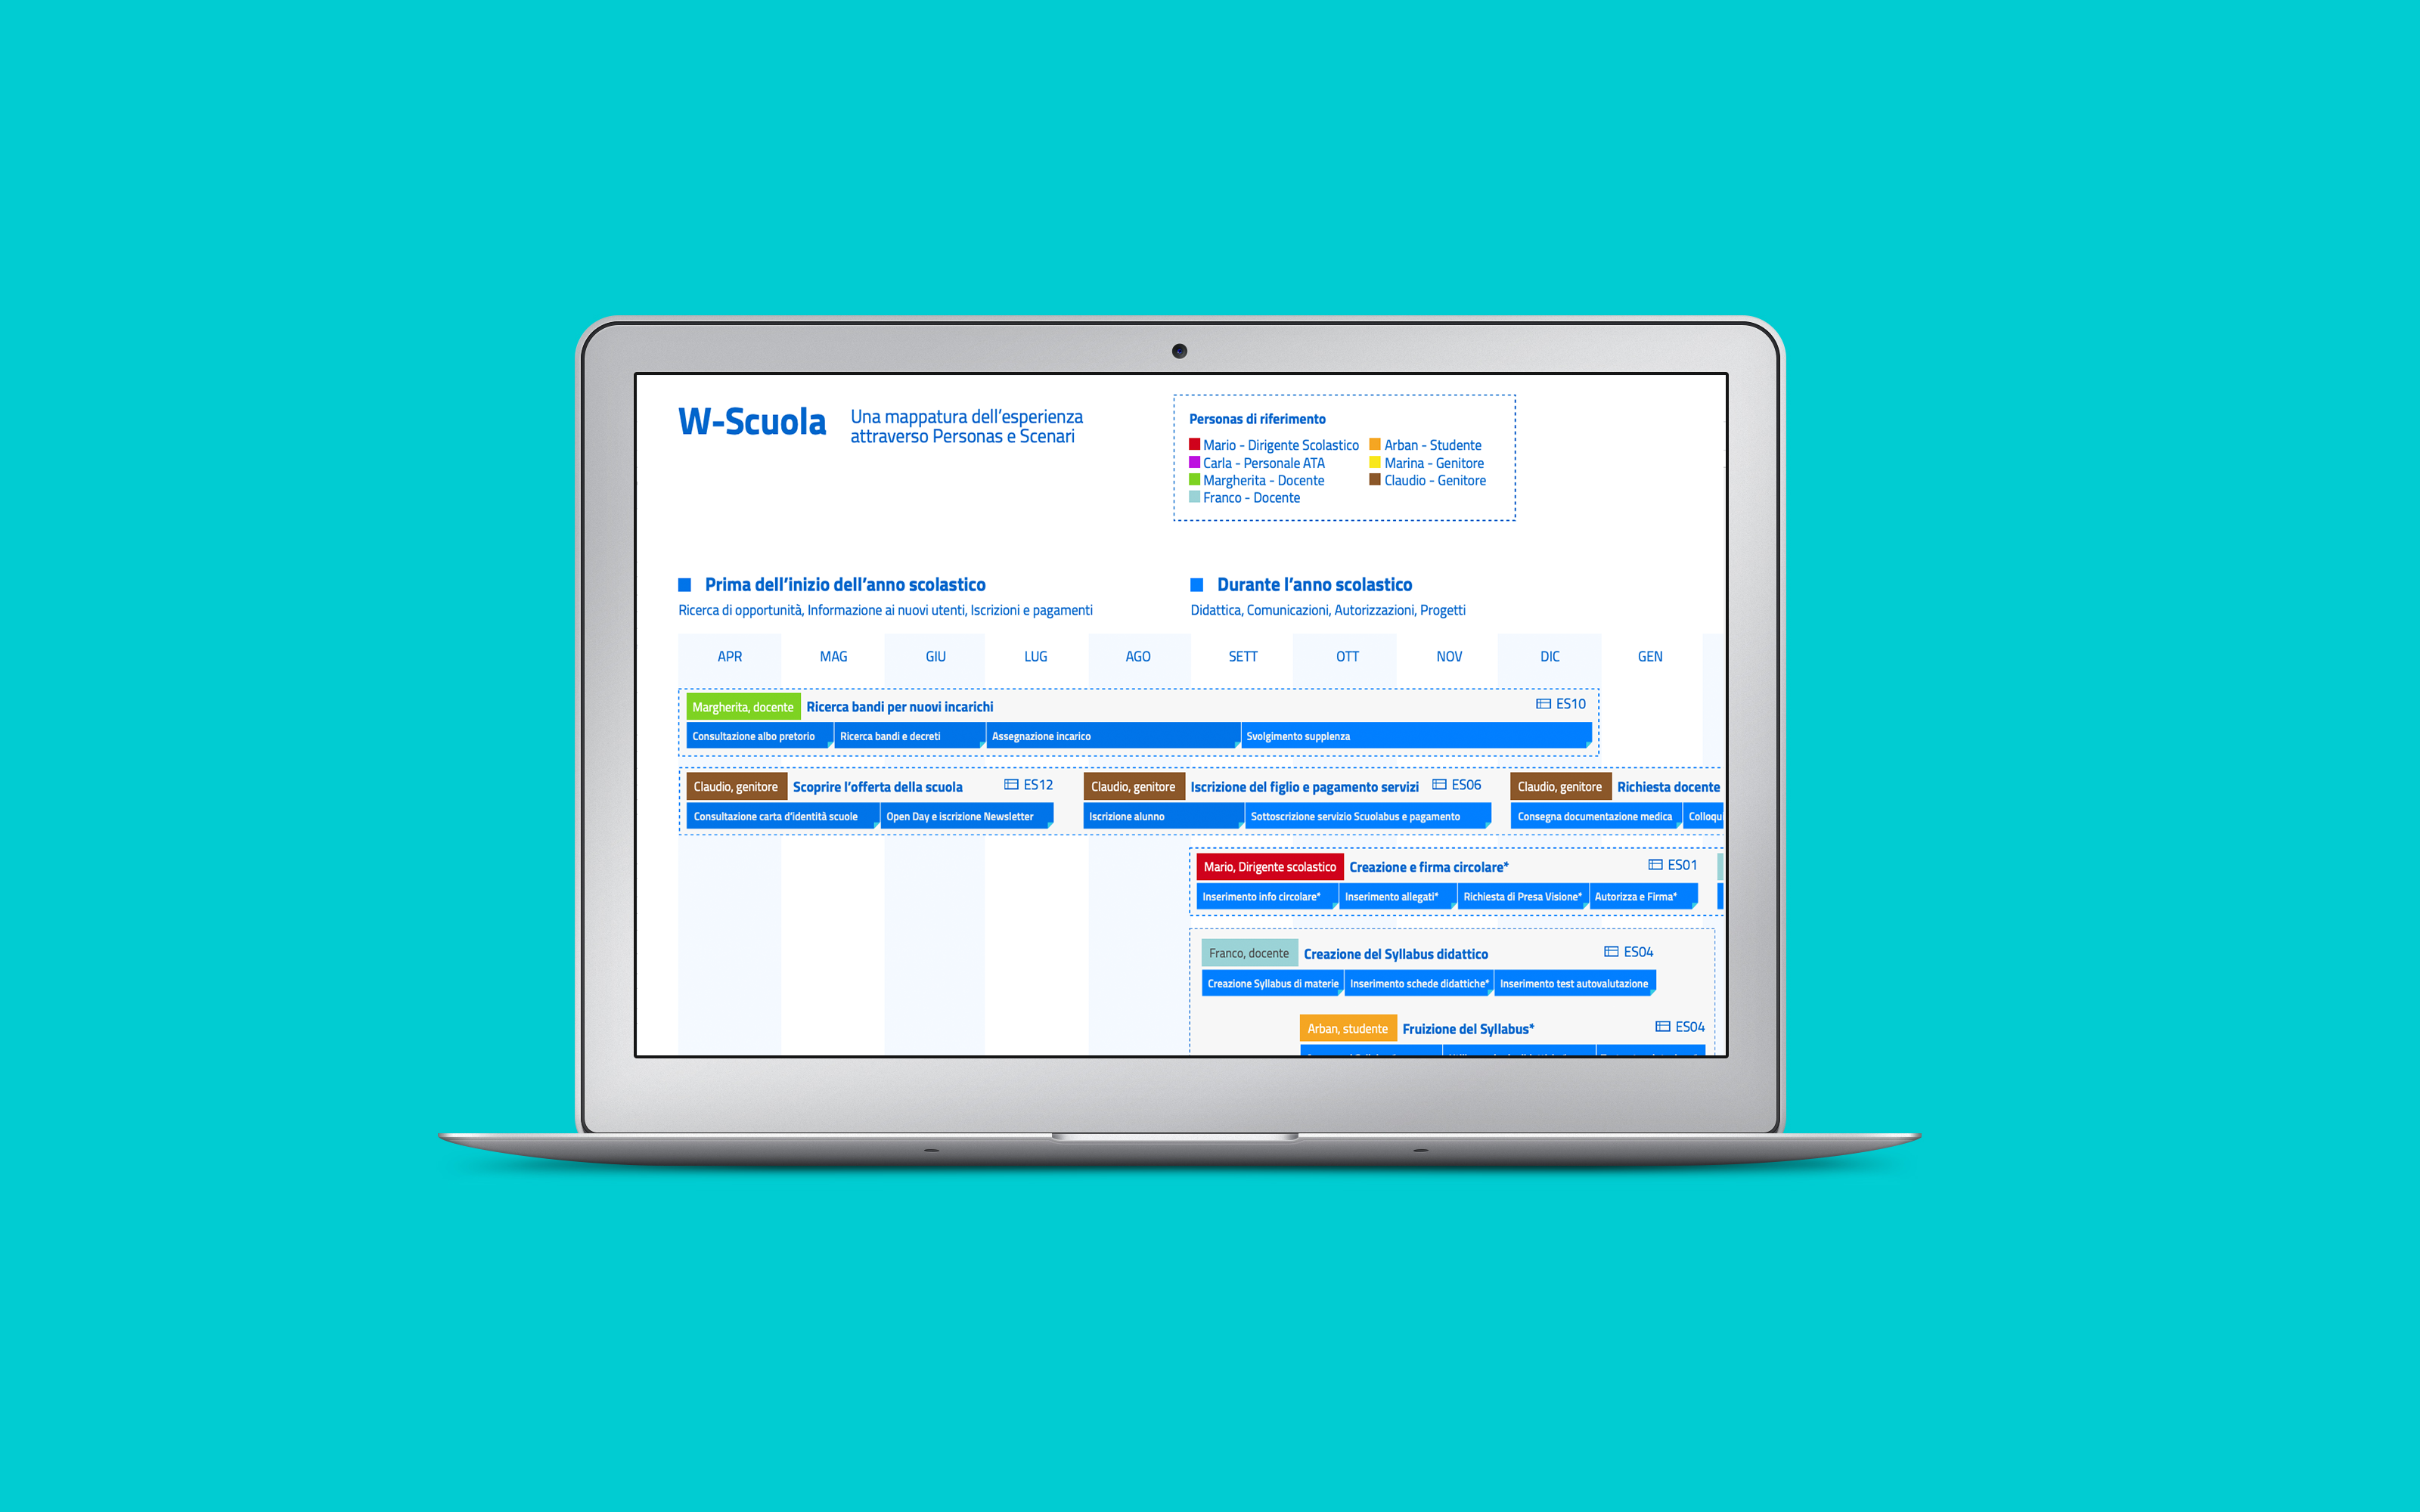 W-Scuola
Una mappatura dell'esperienza
attraverso Personas e Scenari
Personas di riferimento
Mario - Dirigente Scolastico
Carla - Personale ATA
Margherita - Docente
Franco - Docente
Arban - Studente
Marina - Genitore
Claudio - Genitore
Prima dell'inizio dell'anno scolastico
Ricerca di opportunità, Informazione ai nuovi utenti, Iscrizioni e pagamenti
Durante l'anno scolastico
Didattica, Comunicazioni, Autorizzazioni, Progetti
APR MAG GIU LUG AGO SETT OTT NOV DIC GEN
Margherita, docente Ricerca bandi per nuovi incarichi ES10
Consultazione albo pretorio Ricerca bandi e decreti Assegnazione incarico Svolgimento supplenza
Claudio, genitore Scoprire l'offerta della scuola ES12 Claudio, genitore Iscrizione del figlio e pagamento servizi ES06 Claudio, genitore Richiesta docente
Consultazione carta d'identità scuole Open Day e iscrizione Newsletter Iscrizione alunno Sottoscrizione servizio Scuolabus e pagamento Consegna documentazione medica Colloqu
Mario, Dirigente scolastico Creazione e firma circolare* ES01
Inserimento info circolare* Inserimento allegati* Richiesta di Presa Visione* Autorizza e Firma*
Franco, docente Creazione del Syllabus didattico ES04
Creazione Syllabus di materie Inserimento schede didattiche* Inserimento test autovalutazione
Arban, studente Fruizione del Syllabus* ES04